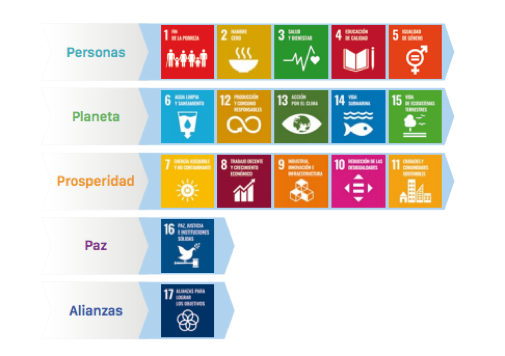 Personas
1 FIN
DE LA POBREZA
2 HAMBRE
CERO
3 SALUD
Y BIENESTAR
4 EDUCACIÓN
DE CALIDAD
5 IGUALDAD
DE GÉNERO
Planeta
6 AGUA LIMPIA
Y SANEAMIENTO
12 PRODUCCIÓN
Y CONSUMO
RESPONSABLES
13 ACCIÓN
POR EL CLIMA
14 VIDA
SUBMARINA
15 VIDA
DE ECOSISTEMAS
TERRESTRES
Prosperidad
7 ENERGÍA ASEQUIBLE
Y NO CONTAMINANTE
8 TRABAJO DECENTE
Y CRECIMIENTO
ECONÓMICO
9 INDUSTRIA,
INNOVACIÓN E
INFRAESTRUCTURA
10 REDUCCIÓN DE LAS
DESIGUALDADES
11 CIUDADES Y
COMUNIDADES
SOSTENIBLES
Paz
16 PAZ, JUSTICIA
E INSTITUCIONES
SÓLIDAS
Alianzas
17 ALIANZAS PARA
LOGRAR
LOS OBJETIVOS